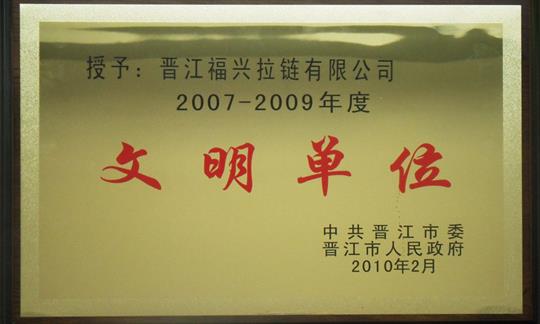 授予：晋江福兴拉链有限公司
2007-2009年度
文明单位
中共晋江市委
晋江市人民政府
2010年2月